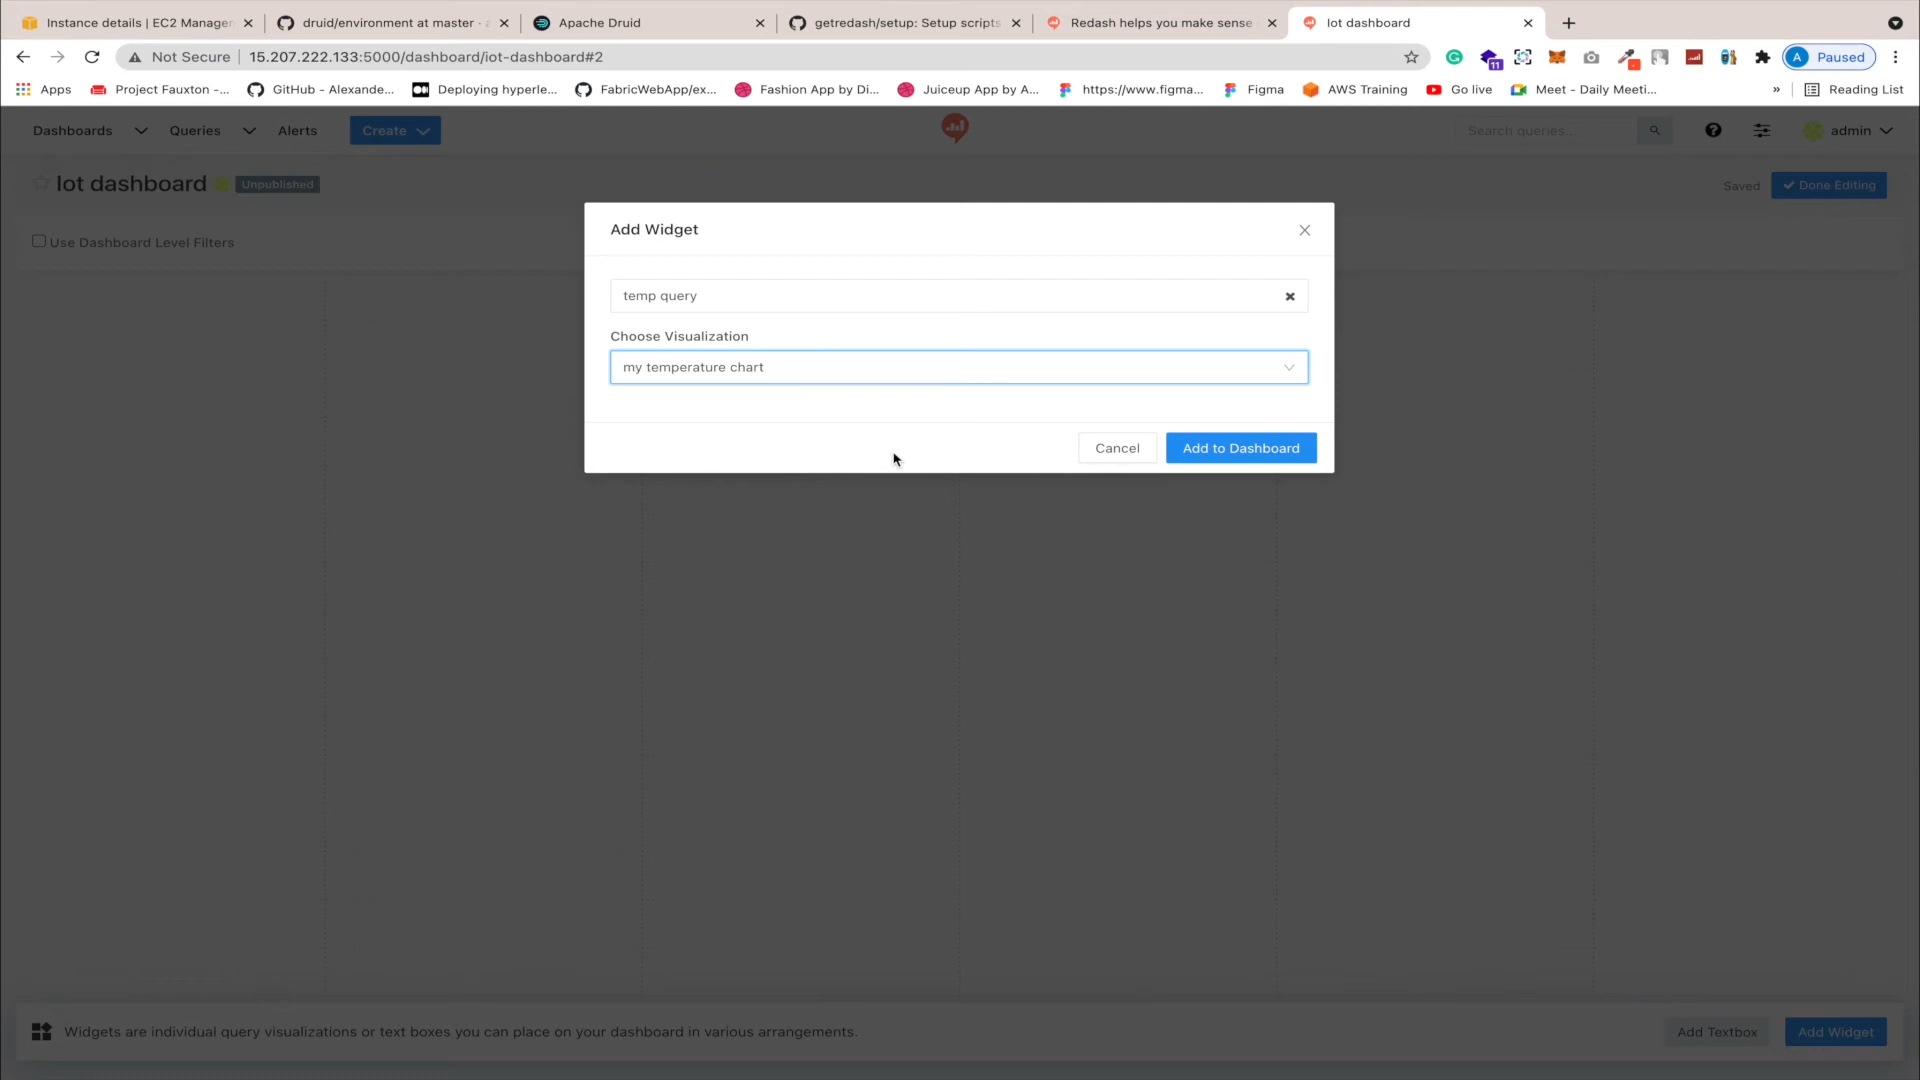 Instance details | EC2 Manager
druid/environment at master ·
Apache Druid
getredash/setup: Setup scripts
Redash helps you make sense
Iot dashboard
Not Secure
15.207.222.133:5000/dashboard/iot-dashboard#2
11
A Paused
Apps
Project Fauxton -...
GitHub - Alexande...
Deploying hyperle...
FabricWebApp/ex...
Fashion App by Di...
Juiceup App by A...
https://www.figma...
Figma
AWS Training
Go live
Meet - Daily Meeti...
»
Reading List
Dashboards
Queries
Alerts
Create
Search queries...
admin
Iot dashboard
Unpublished
Saved
Done Editing
Use Dashboard Level Filters
Add Widget
temp query
Choose Visualization
my temperature chart
Cancel
Add to Dashboard
Widgets are individual query visualizations or text boxes you can place on your dashboard in various arrangements.
Add Textbox
Add Widget